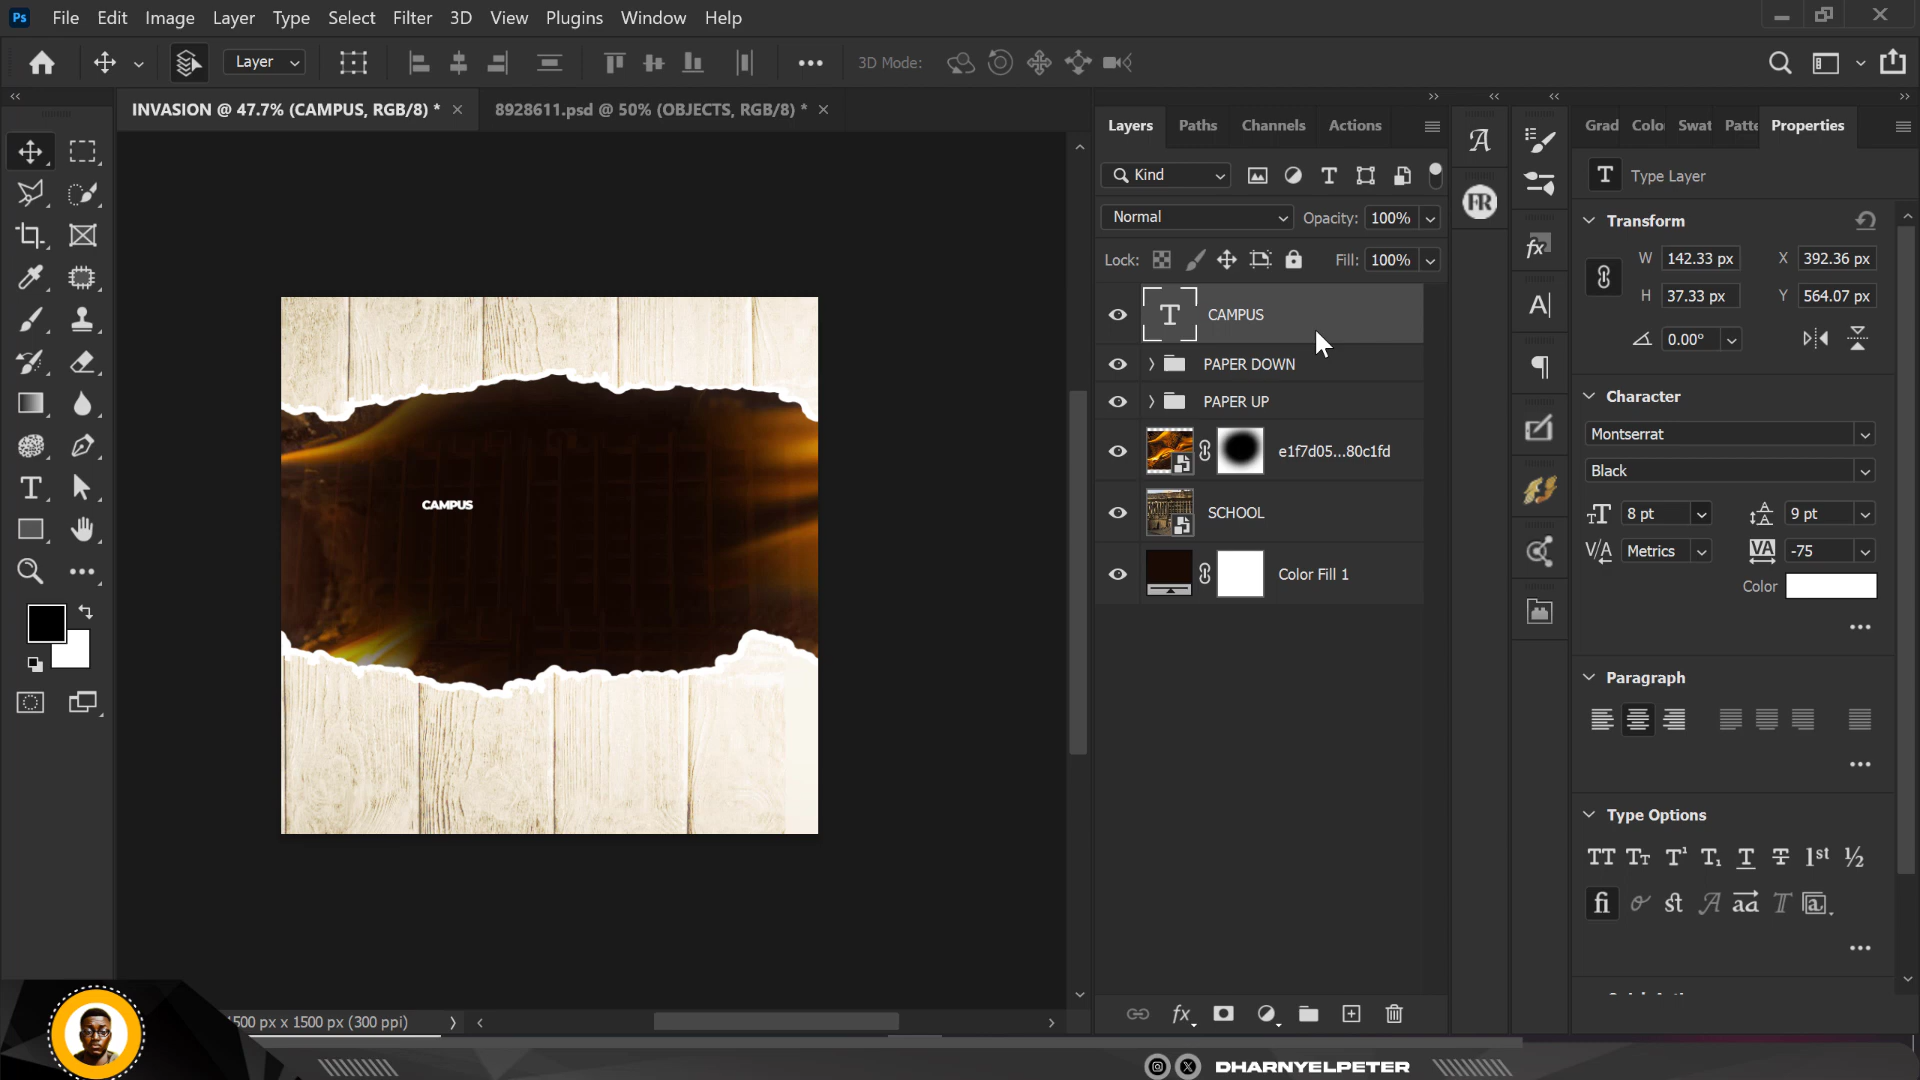 Ps File Edit Image Layer Type Select Filter 3D View Plugins Window Help
Layer 3D Mode:
INVASION @ 47.7% (CAMPUS, RGB/8) * 8928611.psd @ 50% (OBJECTS, RGB/8) *
Layers Paths Channels Actions
Grad Colo Swat Patte Properties
Kind
Type Layer
Normal Opacity: 100%
Transform
Lock: Fill: 100%
W 142.33 px X 392.36 px
H 37.33 px Y 564.07 px
CAMPUS
0.00°
PAPER DOWN
PAPER UP
Character
Montserrat
e1f7d05...80c1fd
Black
CAMPUS
SCHOOL
8 pt 9 pt
Metrics -75
Color Fill 1
Color
Paragraph
Type Options
1500 px x 1500 px (300 ppi)
DHARNYELPETER